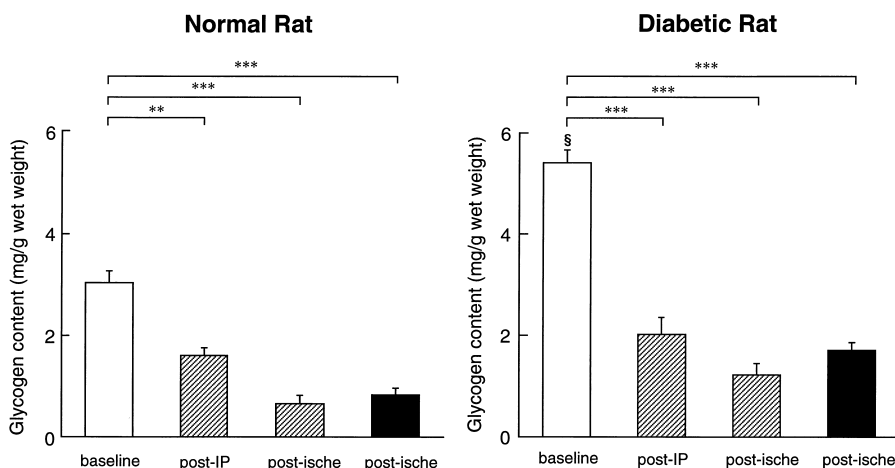 Normal Rat
***
***
**
Glycogen content (mg/g wet weight)
6
4
2
0
baseline
post-IP
post-ische
post-ische
Diabetic Rat
***
***
***
§
Glycogen content (mg/g wet weight)
6
4
2
0
baseline
post-IP
post-ische
post-ische